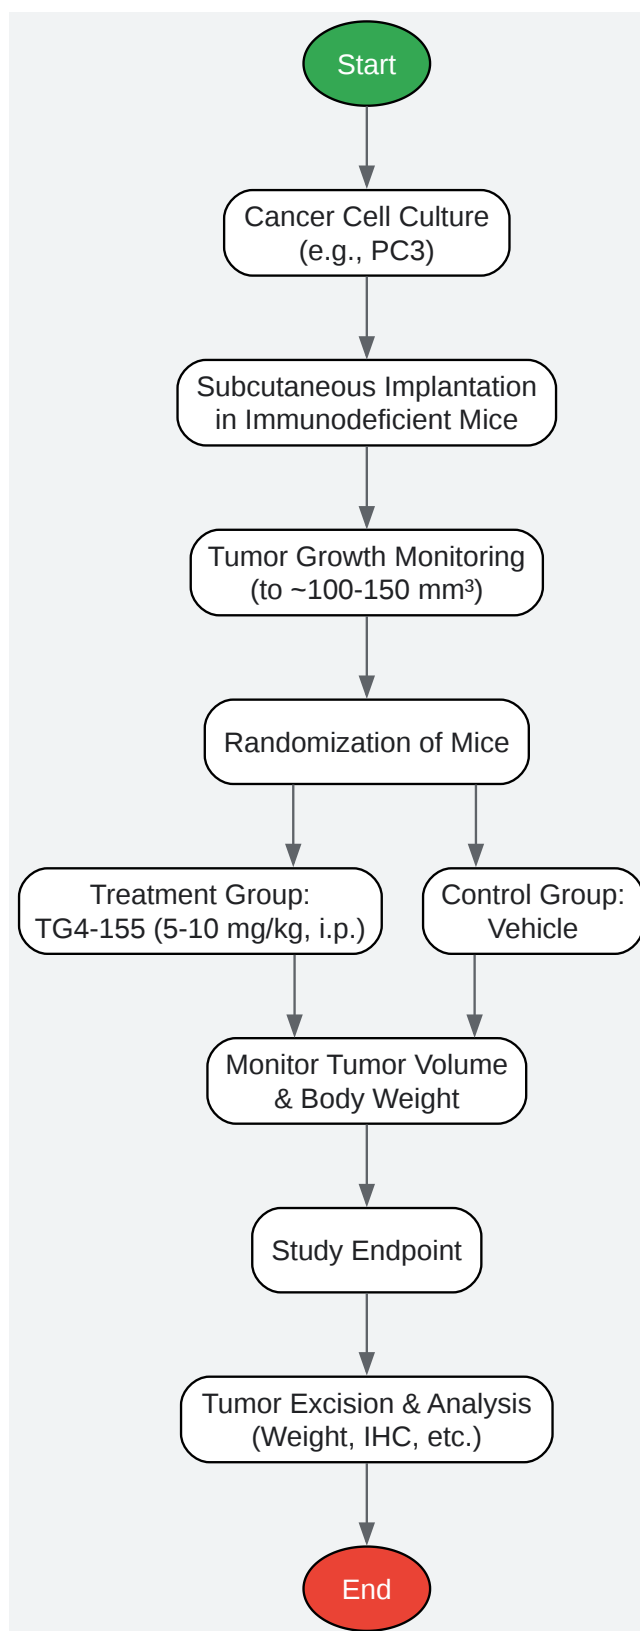 Start
Cancer Cell Culture
(e.g., PC3)
Subcutaneous Implantation
in Immunodeficient Mice
Tumor Growth Monitoring
(to ~100-150 mm³)
Randomization of Mice
Treatment Group:
TG4-155 (5-10 mg/kg, i.p.)
Control Group:
Vehicle
Monitor Tumor Volume
& Body Weight
Study Endpoint
Tumor Excision & Analysis
(Weight, IHC, etc.)
End